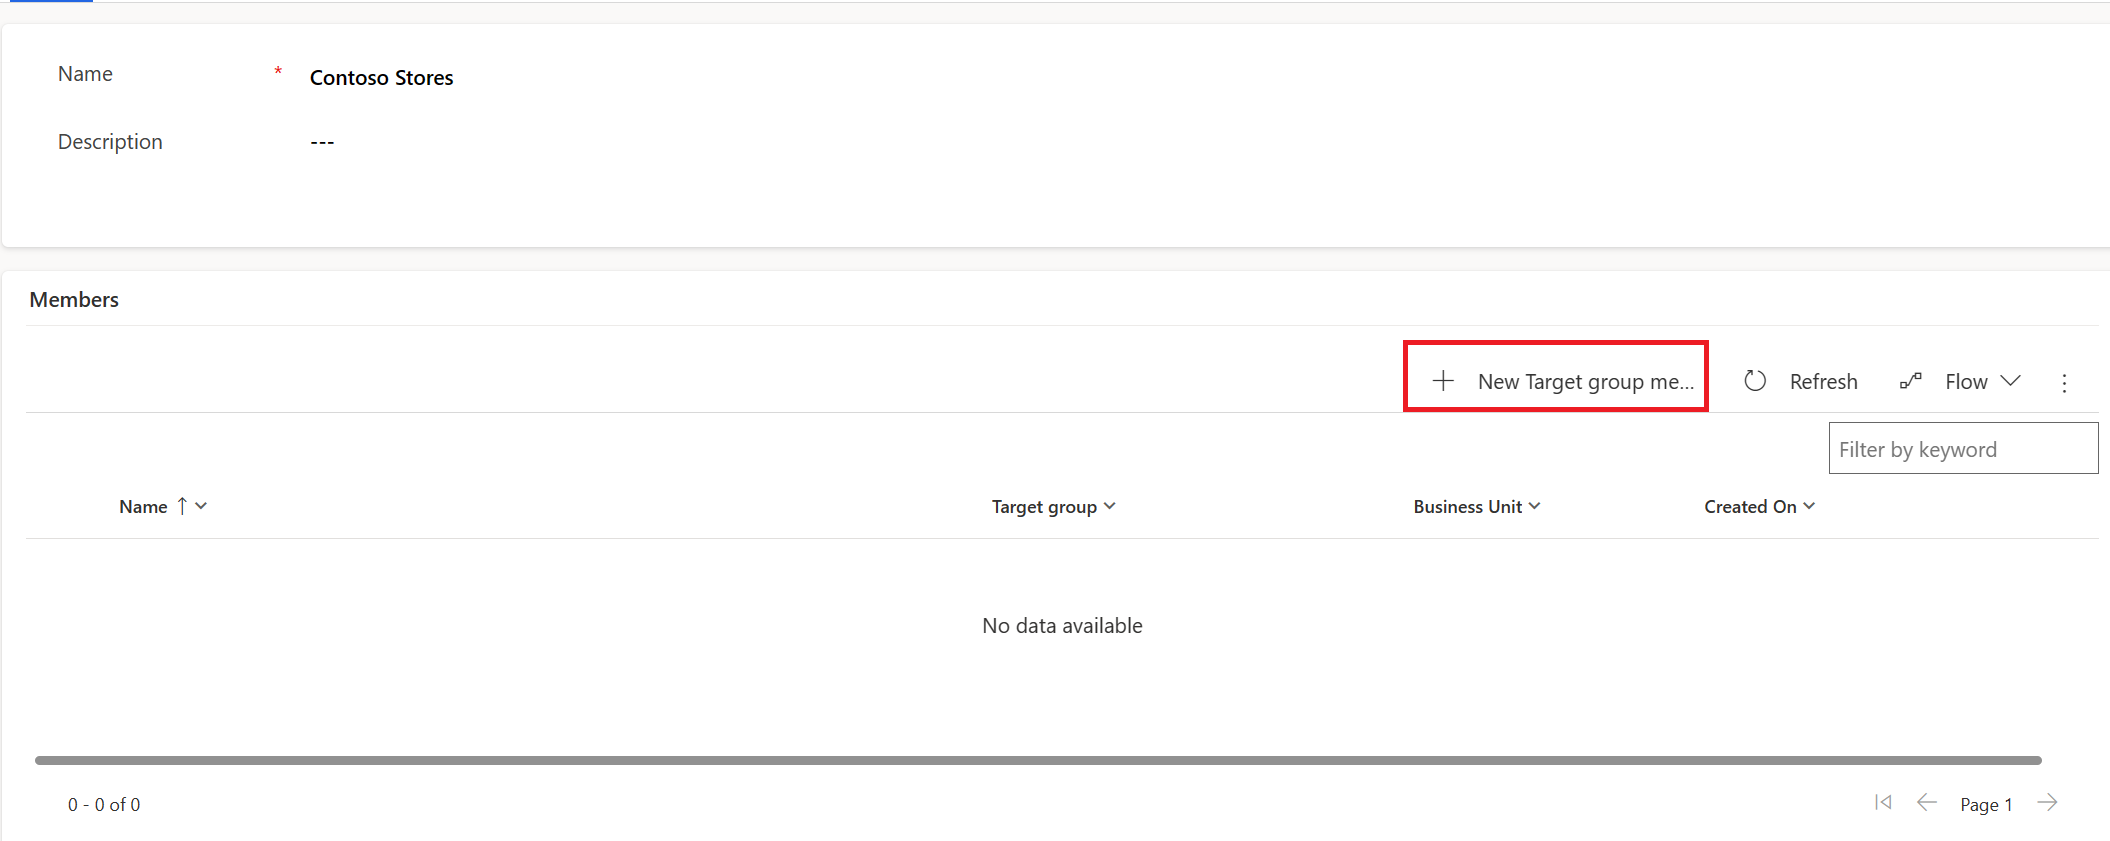 Name * Contoso Stores
Description ---
Members
New Target group me... Refresh Flow
Filter by keyword
Name Target group Business Unit Created On
No data available
0 - 0 of 0 Page 1